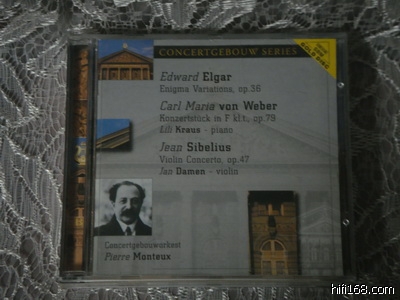 CONCERTGEBOUW SERIES
Edward Elgar
Enigma Variations, op.36
Carl Maria von Weber
Konzertstück in F kl.t., op.79
Lili Kraus - piano
Jean Sibelius
Violin Concerto, op.47
Jan Damen - violin
Concertgebouworkest
Pierre Monteux
hifi168.com